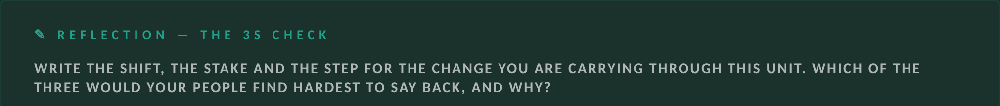 ✎ REFLECTION — THE 3S CHECK
WRITE THE SHIFT, THE STAKE AND THE STEP FOR THE CHANGE YOU ARE CARRYING THROUGH THIS UNIT. WHICH OF THE
THREE WOULD YOUR PEOPLE FIND HARDEST TO SAY BACK, AND WHY?